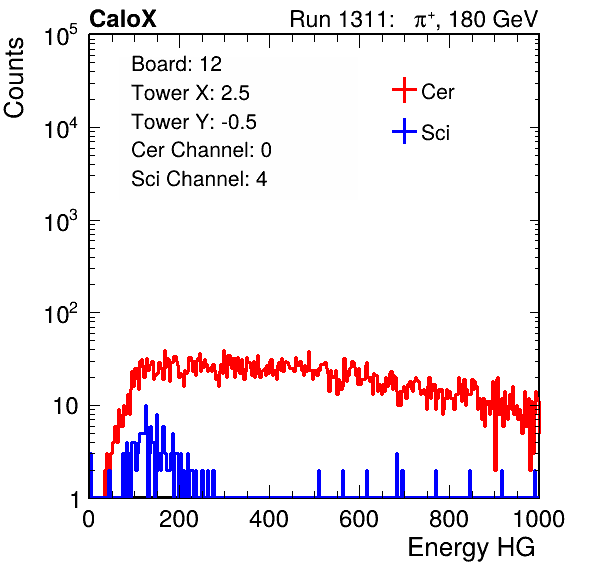 CaloX Run 1311: π⁺, 180 GeV
Counts
10⁵
10⁴
10³
10²
10
1
Board: 12
Tower X: 2.5
Tower Y: -0.5
Cer Channel: 0
Sci Channel: 4
Cer
Sci
0 200 400 600 800 1000
Energy HG